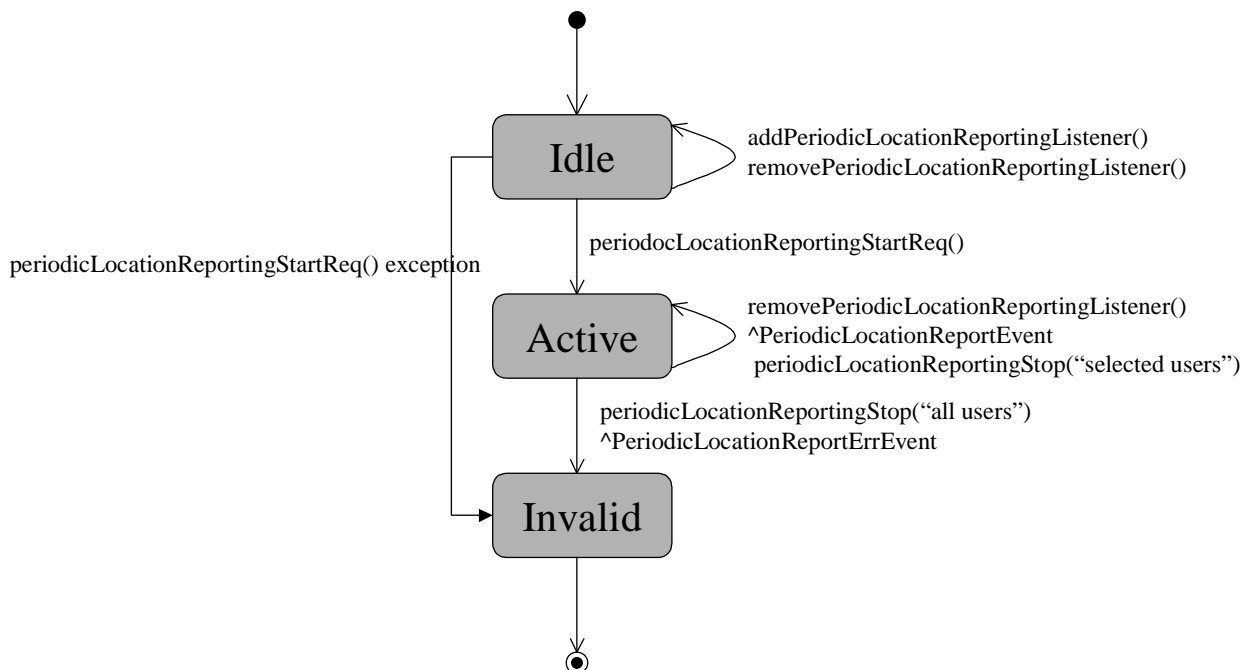 addPeriodicLocationReportingListener()
Idle
removePeriodicLocationReportingListener()
periodocLocationReportingStartReq()
periodicLocationReportingStartReq() exception
removePeriodicLocationReportingListener()
Active
^PeriodicLocationReportEvent
periodicLocationReportingStop(“selected users”)
periodicLocationReportingStop(“all users”)
^PeriodicLocationReportErrEvent
Invalid